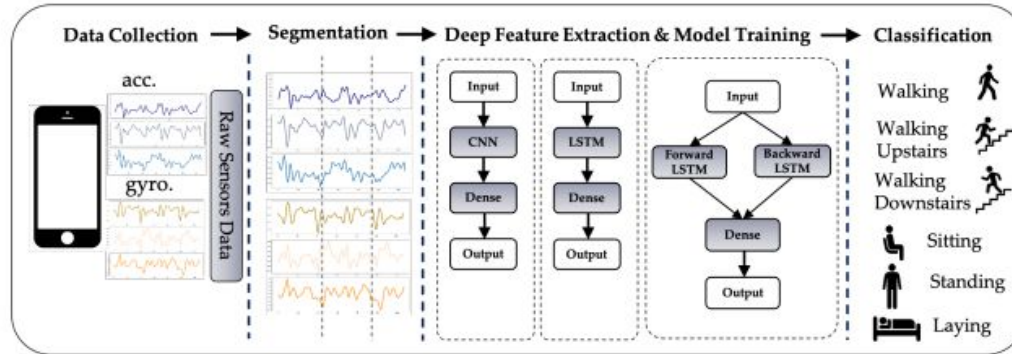 Data Collection
Segmentation
Deep Feature Extraction & Model Training
Classification
acc.
gyro.
Raw Sensors Data
Input
CNN
Dense
Output
Input
LSTM
Dense
Output
Input
Forward
LSTM
Backward
LSTM
Dense
Output
Walking
Walking
Upstairs
Walking
Downstairs
Sitting
Standing
Laying